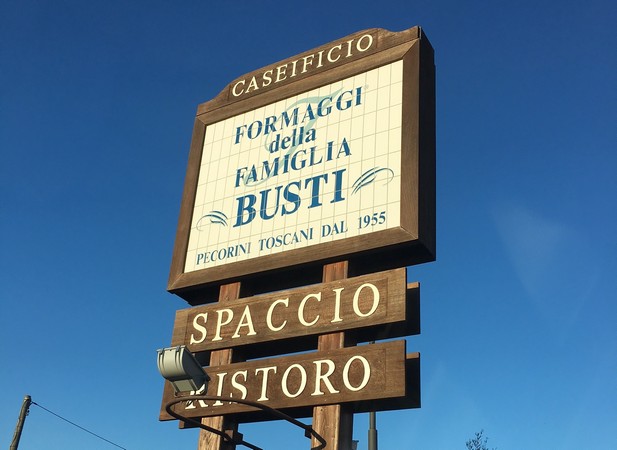 CASEIFICIO
FORMAGGI
della
FAMIGLIA
BUSTI
PECORINI TOSCANI DAL 1955
SPACCIO
RISTORO